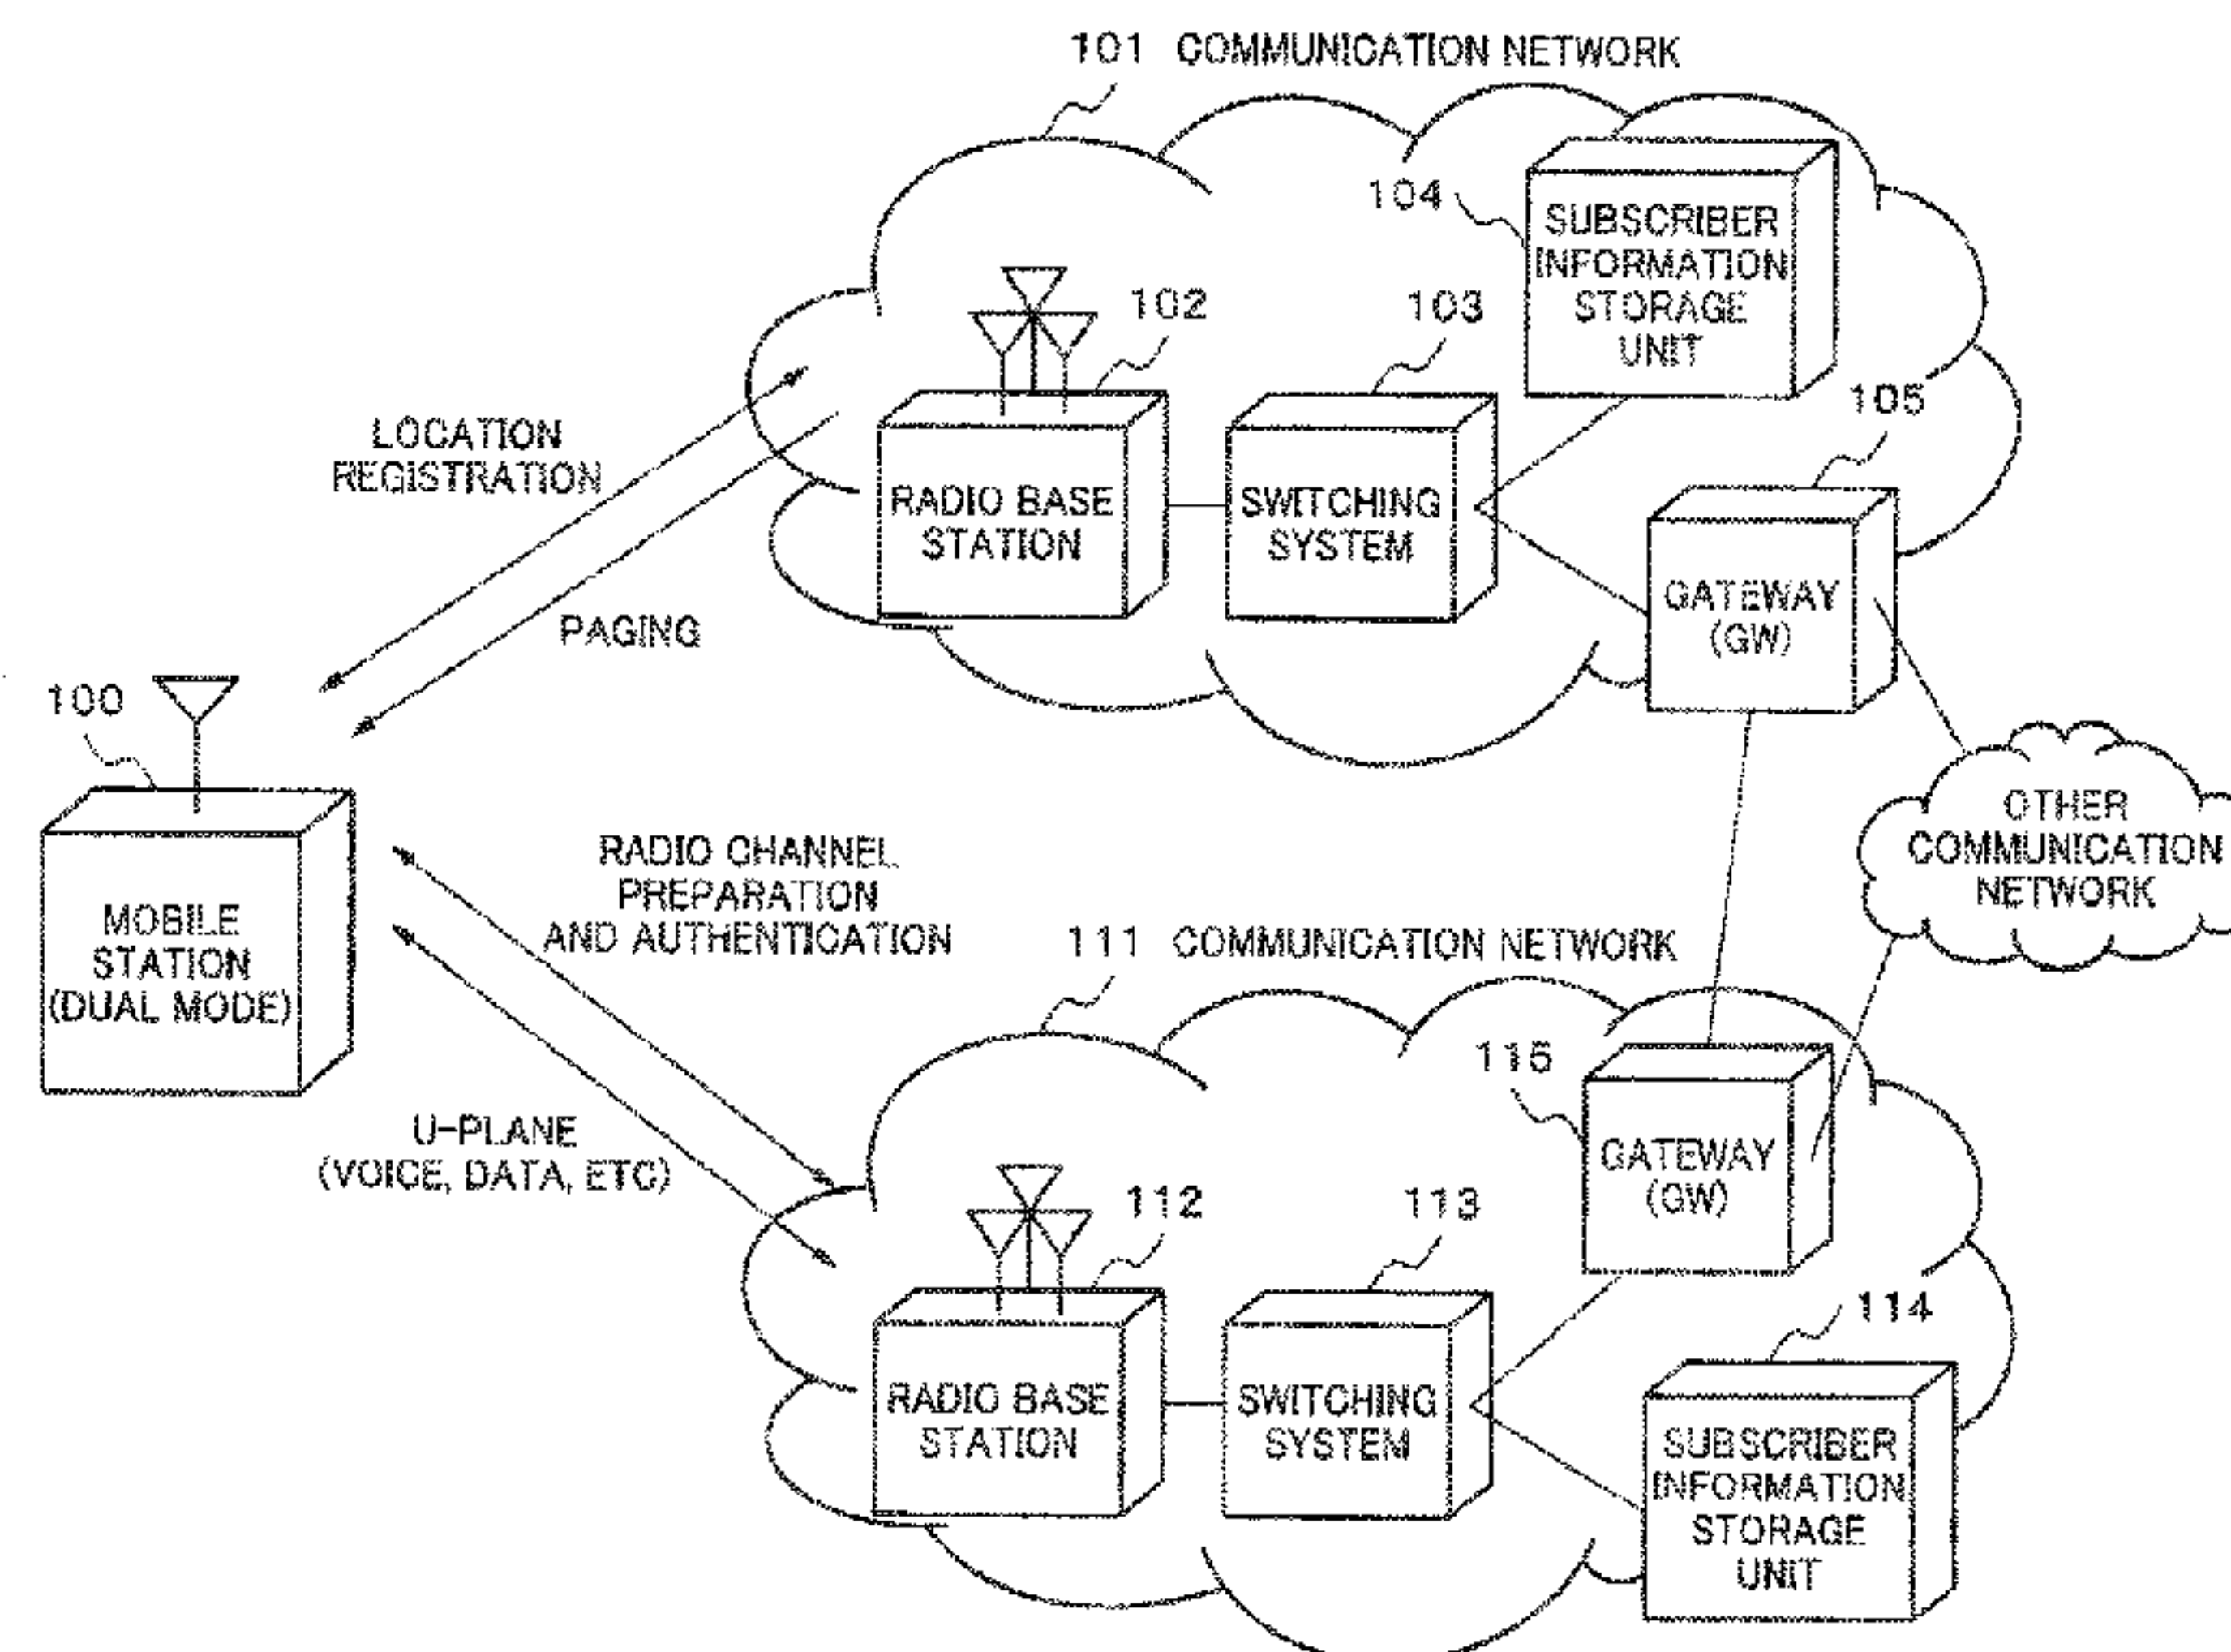 101 COMMUNICATION NETWORK
104
SUBSCRIBER
INFORMATION
STORAGE
UNIT
102
103
105
LOCATION
REGISTRATION
RADIO BASE
STATION
SWITCHING
SYSTEM
GATEWAY
(GW)
PAGING
100
MOBILE
STATION
(DUAL MODE)
OTHER
COMMUNICATION
NETWORK
RADIO CHANNEL
PREPARATION
AND AUTHENTICATION
111 COMMUNICATION NETWORK
115
GATEWAY
(GW)
U-PLANE
(VOICE, DATA, ETC)
112
113
114
RADIO BASE
STATION
SWITCHING
SYSTEM
SUBSCRIBER
INFORMATION
STORAGE
UNIT